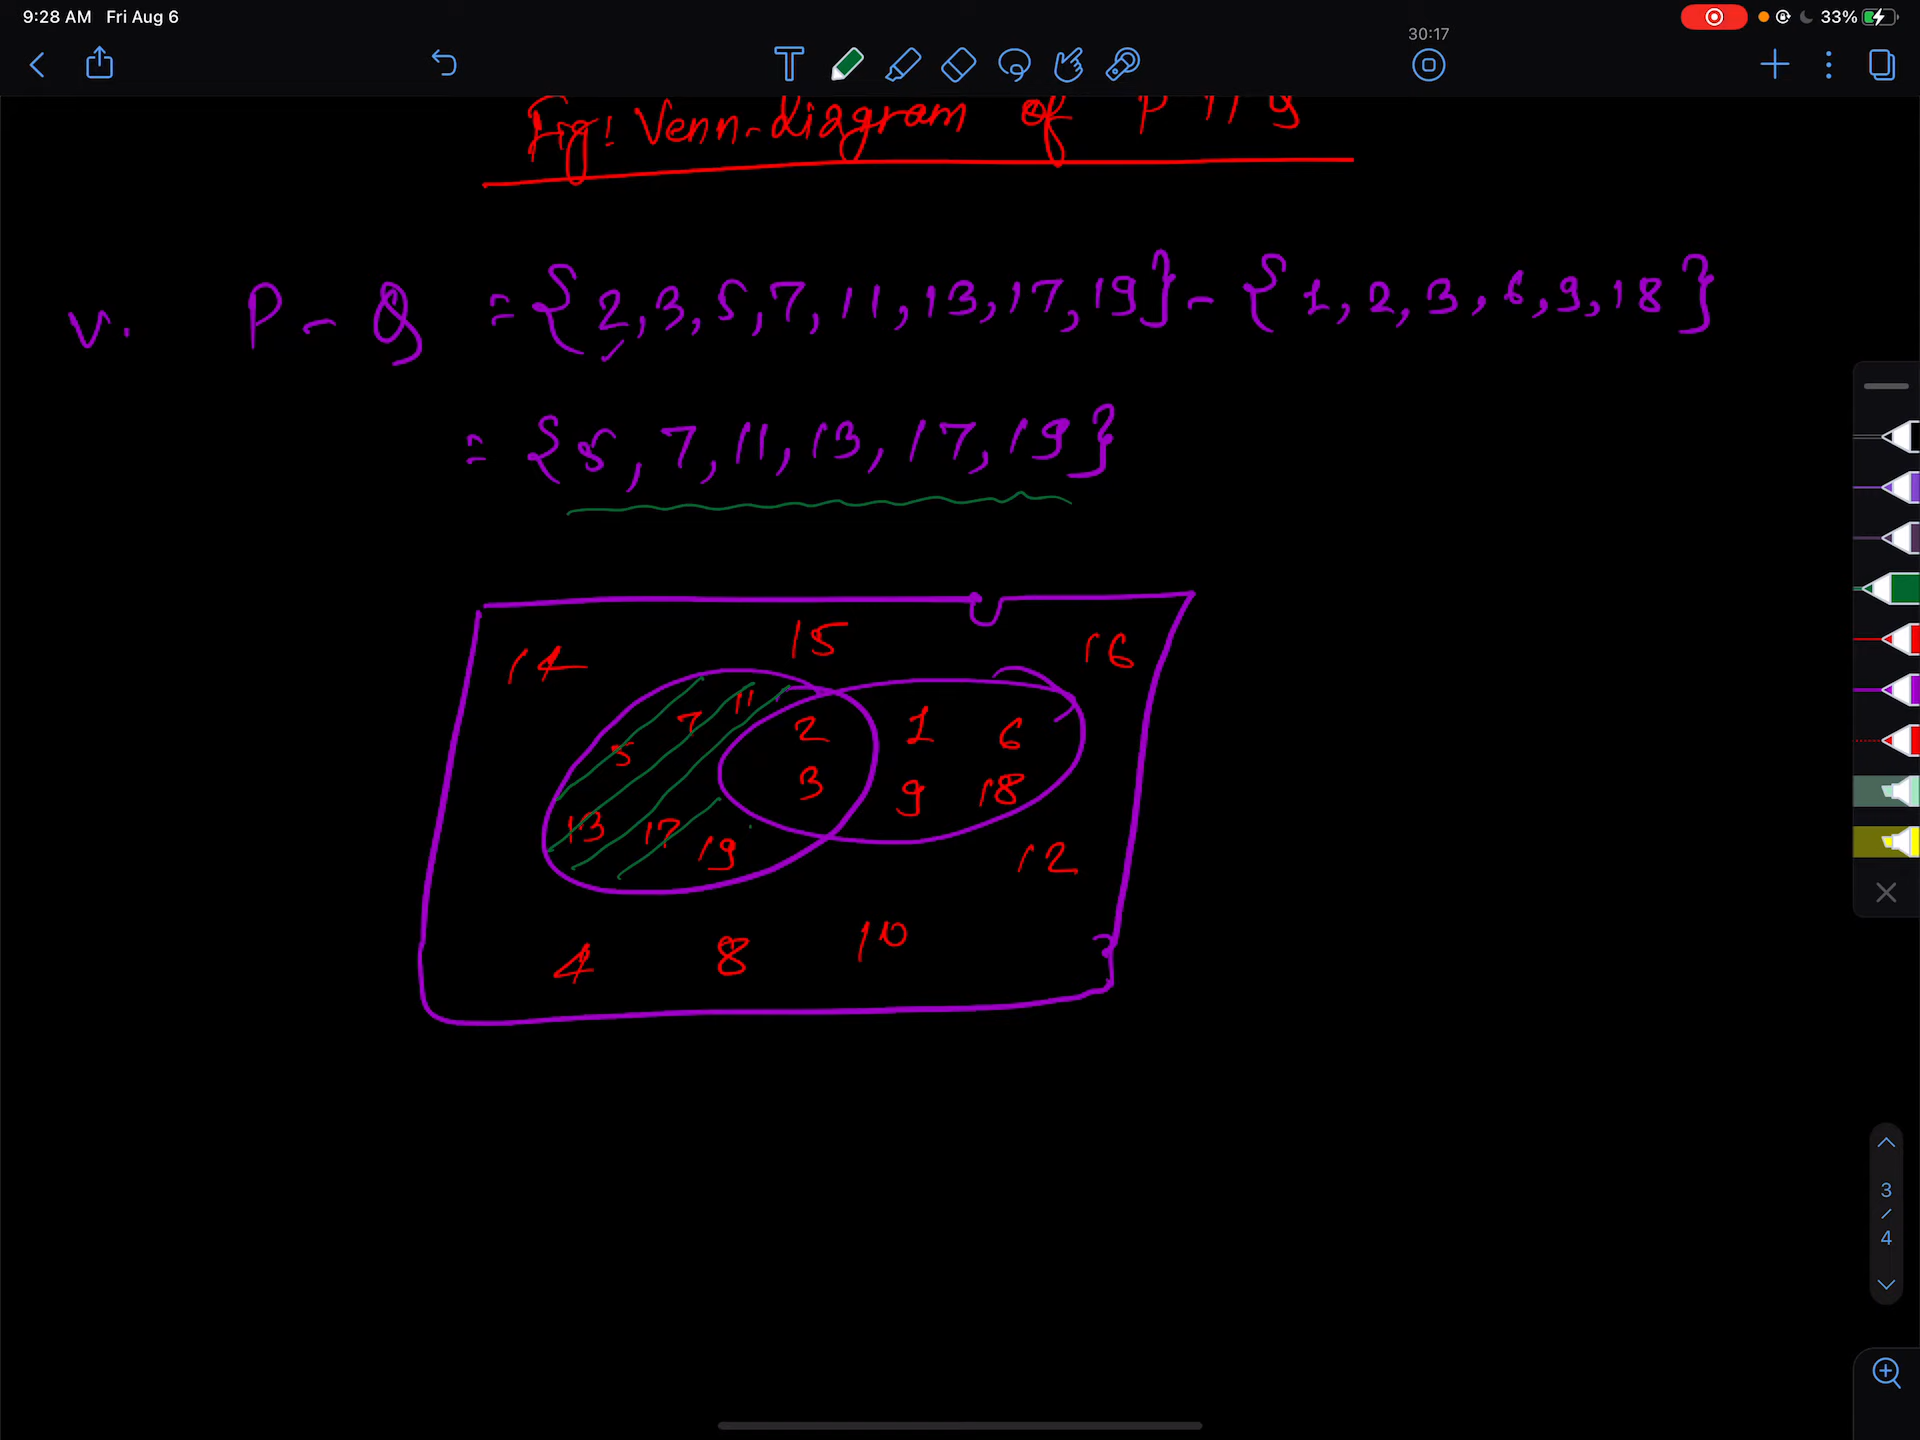 9:28 AM Fri Aug 6
33%
30:17
Fig! Venn-diagram of P ∩ Q
v. P - Q = {2, 3, 5, 7, 11, 13, 17, 19} - {1, 2, 3, 6, 9, 18}
= {5, 7, 11, 13, 17, 19}
14 15 16
5 7 11 2 1 6
3 9 18
13 17 19 12
4 8 10
3
/
4